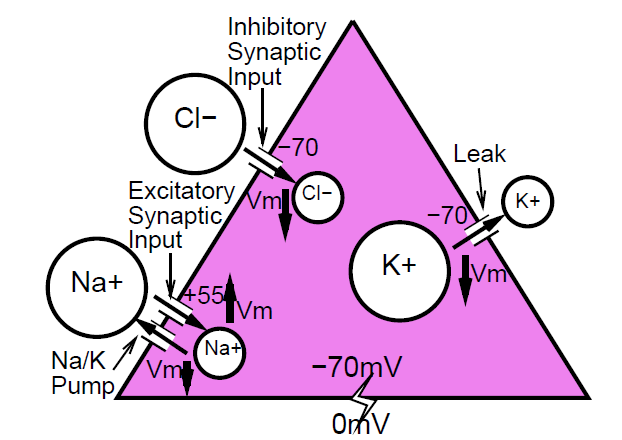 Inhibitory
Synaptic
Input
Cl−
−70
Leak
Cl−
Vm
K+
−70
Excitatory
Synaptic
Input
K+
Vm
Na+
+55
Vm
Na+
Na/K
Pump
Vm
−70mV
0mV